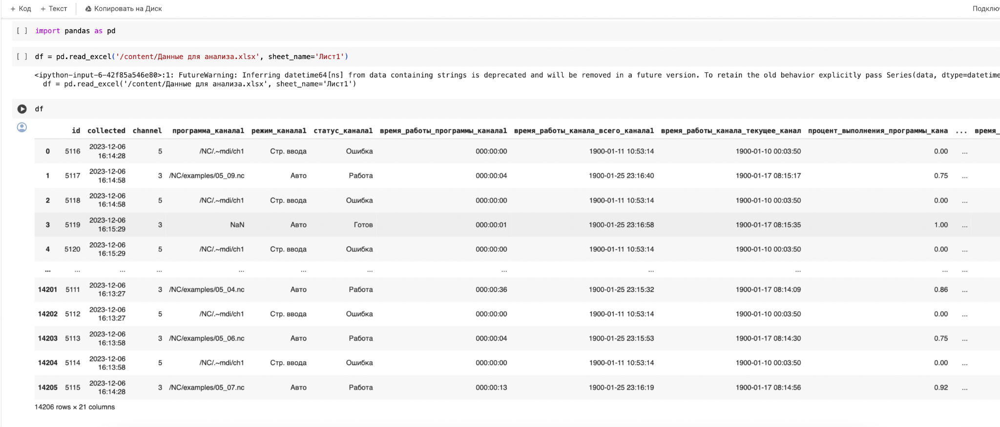 + Код + Текст Копировать на Диск Подклю
[ ] import pandas as pd
[ ] df = pd.read_excel('/content/Данные для анализа.xlsx', sheet_name='Лист1')
<ipython-input-6-42f85a546e80>:1: FutureWarning: Inferring datetime64[ns] from data containing strings is deprecated and will be removed in a future version. To retain the old behavior explicitly pass Series(data, dtype=datetime
df = pd.read_excel('/content/Данные для анализа.xlsx', sheet_name='Лист1')
df
id collected channel программа_канала1 режим_канала1 статус_канала1 время_работы_программы_канала1 время_работы_канала_всего_канала1 время_работы_канала_текущее_канал процент_выполнения_программы_кана ... время_
0 5116 2023-12-06 16:14:28 5 /NC/.~mdi/ch1 Стр. ввода Ошибка 000:00:00 1900-01-11 10:53:14 1900-01-10 00:03:50 0.00 ...
1 5117 2023-12-06 16:14:58 3 /NC/examples/05_09.nc Авто Работа 000:00:04 1900-01-25 23:16:40 1900-01-17 08:15:17 0.75 ...
2 5118 2023-12-06 16:14:58 5 /NC/.~mdi/ch1 Стр. ввода Ошибка 000:00:00 1900-01-11 10:53:14 1900-01-10 00:03:50 0.00 ...
3 5119 2023-12-06 16:15:29 3 NaN Авто Готов 000:00:01 1900-01-25 23:16:58 1900-01-17 08:15:35 1.00 ...
4 5120 2023-12-06 16:15:29 5 /NC/.~mdi/ch1 Стр. ввода Ошибка 000:00:00 1900-01-11 10:53:14 1900-01-10 00:03:50 0.00 ...
... ... ... ... ... ... ... ... ... ... ... ...
14201 5111 2023-12-06 16:13:27 3 /NC/examples/05_04.nc Авто Работа 000:00:36 1900-01-25 23:15:32 1900-01-17 08:14:09 0.86 ...
14202 5112 2023-12-06 16:13:27 5 /NC/.~mdi/ch1 Стр. ввода Ошибка 000:00:00 1900-01-11 10:53:14 1900-01-10 00:03:50 0.00 ...
14203 5113 2023-12-06 16:13:58 3 /NC/examples/05_06.nc Авто Работа 000:00:04 1900-01-25 23:15:53 1900-01-17 08:14:30 0.75 ...
14204 5114 2023-12-06 16:13:58 5 /NC/.~mdi/ch1 Стр. ввода Ошибка 000:00:00 1900-01-11 10:53:14 1900-01-10 00:03:50 0.00 ...
14205 5115 2023-12-06 16:14:28 3 /NC/examples/05_07.nc Авто Работа 000:00:13 1900-01-25 23:16:19 1900-01-17 08:14:56 0.92 ...
14206 rows × 21 columns